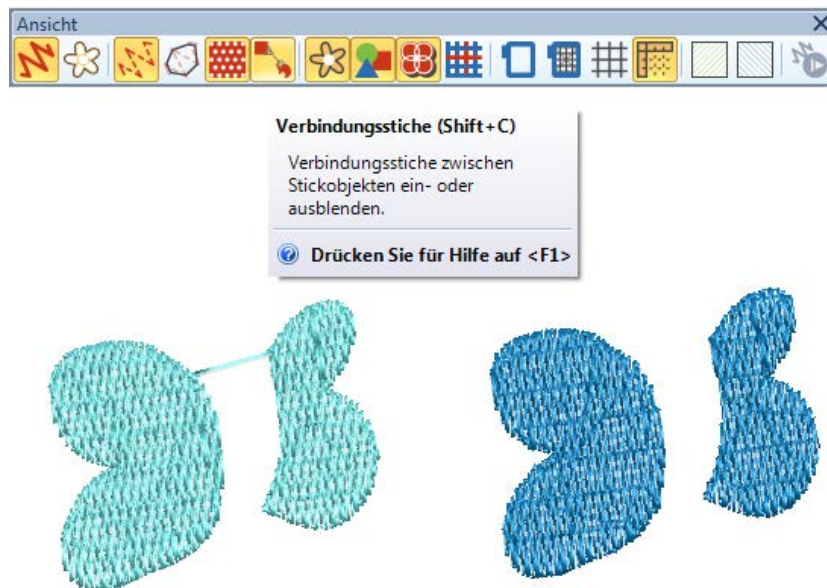 Ansicht
Verbindungsstiche (Shift+C)
Verbindungsstiche zwischen
Stickobjekten ein- oder
ausblenden.
Drücken Sie für Hilfe auf <F1>